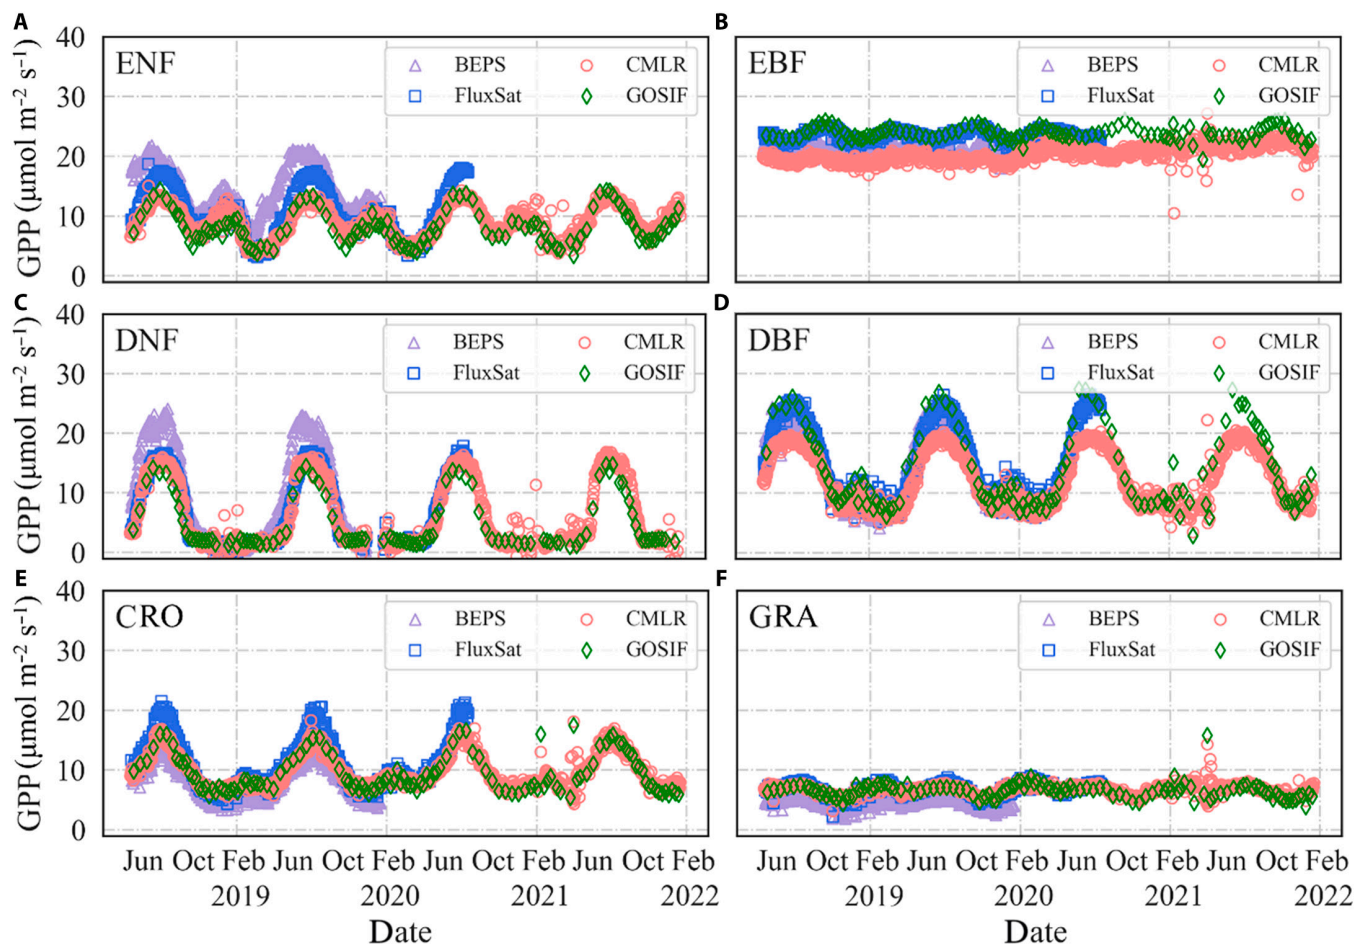 A
B
40
30
20
10
0
GPP (μmol m⁻² s⁻¹)
ENF
BEPS
CMLR
FluxSat
GOSIF
EBF
BEPS
CMLR
FluxSat
GOSIF
C
D
40
30
20
10
0
GPP (μmol m⁻² s⁻¹)
DNF
BEPS
CMLR
FluxSat
GOSIF
DBF
BEPS
CMLR
FluxSat
GOSIF
E
F
40
30
20
10
0
GPP (μmol m⁻² s⁻¹)
CRO
BEPS
CMLR
FluxSat
GOSIF
GRA
BEPS
CMLR
FluxSat
GOSIF
Jun Oct Feb Jun Oct Feb Jun Oct Feb Jun Oct Feb
2019 2020 2021 2022
Date
Jun Oct Feb Jun Oct Feb Jun Oct Feb Jun Oct Feb
2019 2020 2021 2022
Date